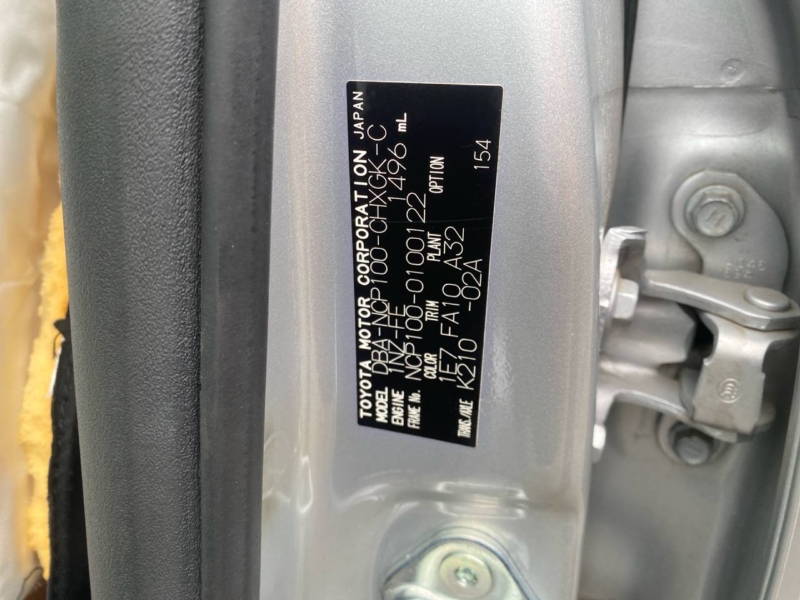 TOYOTA MOTOR CORPORATION JAPAN
MODEL DBA-NCP100-CHXGK-C
ENGINE 1NZ-FE 1496 mL
FRAME No. NCP100-0100122
COLOR TRIM PLANT OPTION
1E7 FA10 A32
TRANS./AXLE K210 -02A 154